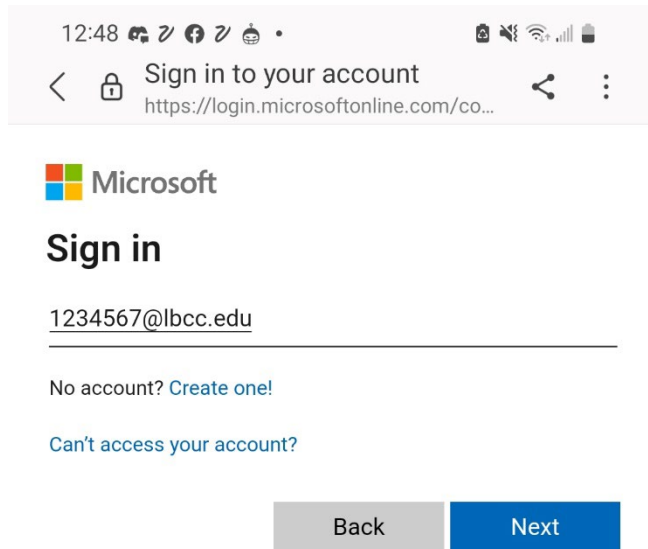 12:48
Sign in to your account
https://login.microsoftonline.com/co...
Microsoft
Sign in
1234567@lbcc.edu
No account? Create one!
Can't access your account?
Back Next